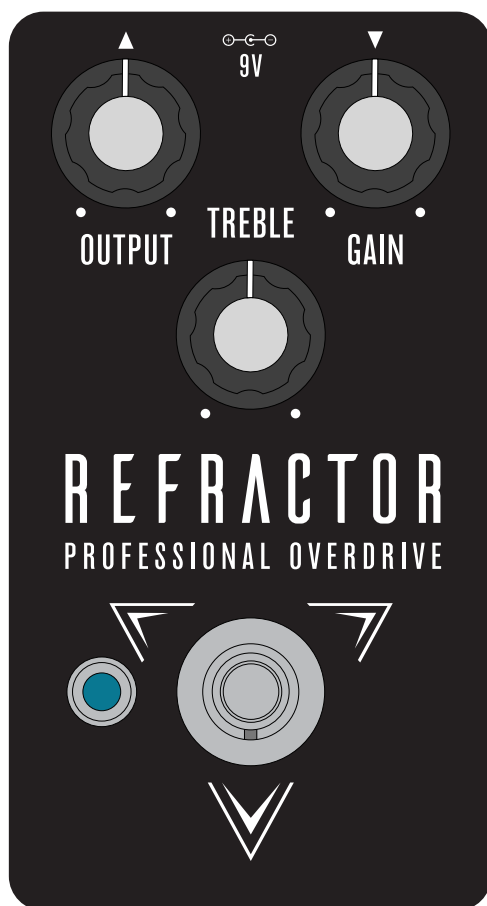 9V
TREBLE
OUTPUT
GAIN
REFRACTOR
PROFESSIONAL OVERDRIVE